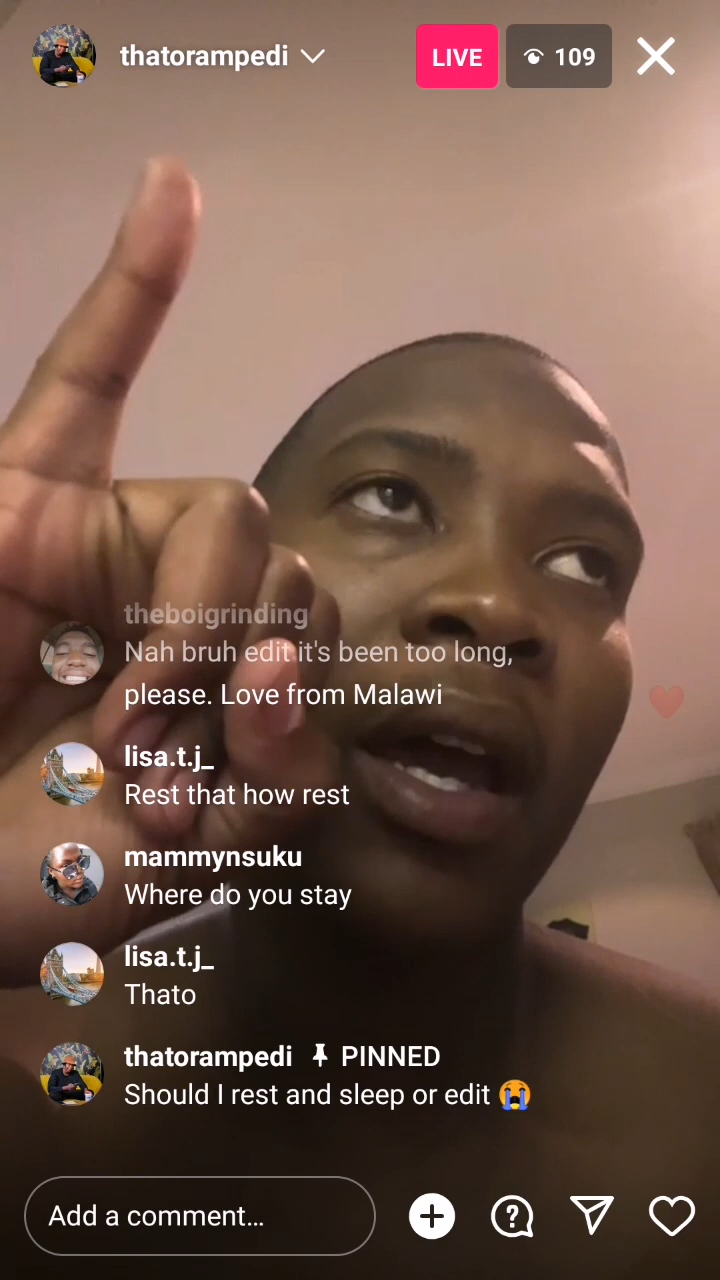 thatorampedi
LIVE
109
theboigrinding
Nah bruh edit it's been too long,
please. Love from Malawi
lisa.t.j_
Rest that how rest
mammynsuku
Where do you stay
lisa.t.j_
Thato
thatorampedi PINNED
Should I rest and sleep or edit 😭
Add a comment...